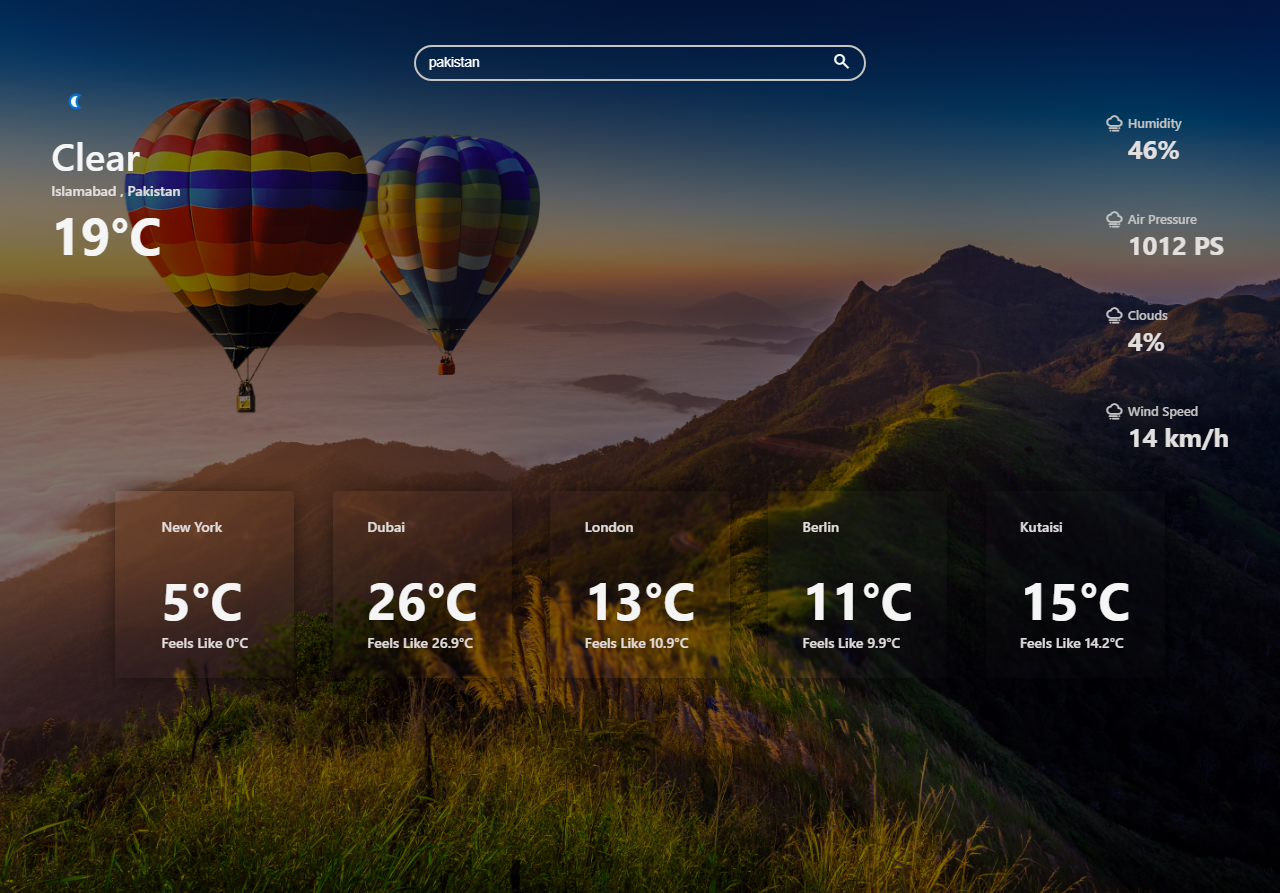 pakistan
Clear
Islamabad , Pakistan
19°C
Humidity
46%
Air Pressure
1012 PS
Clouds
4%
Wind Speed
14 km/h
New York
5°C
Feels Like 0°C
Dubai
26°C
Feels Like 26.9°C
London
13°C
Feels Like 10.9°C
Berlin
11°C
Feels Like 9.9°C
Kutaisi
15°C
Feels Like 14.2°C